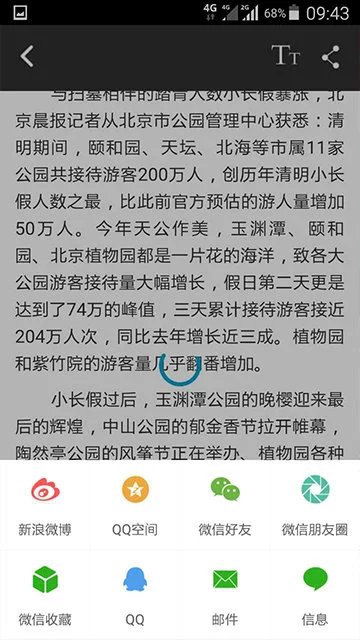 4G 4G 2G 68% 09:43
TT
与扫墓相伴的踏青人数小长假暴涨，北
京晨报记者从北京市公园管理中心获悉：清
明期间，颐和园、天坛、北海等市属11家
公园共接待游客200万人，创历年清明小长
假人数之最，比此前官方预估的游人量增加
50万人。今年天公作美，玉渊潭、颐和
园、北京植物园都是一片花的海洋，致各大
公园游客接待量大幅增长，假日第二天更是
达到了74万的峰值，三天累计接待游客接近
204万人次，同比去年增长近三成。植物园
和紫竹院的游客量几乎翻番增加。
小长假过后，玉渊潭公园的晚樱迎来最
后的辉煌，中山公园的郁金香节拉开帷幕，
陶然亭公园的风筝节正在举办、植物园各种
新浪微博 QQ空间 微信好友 微信朋友圈
微信收藏 QQ 邮件 信息